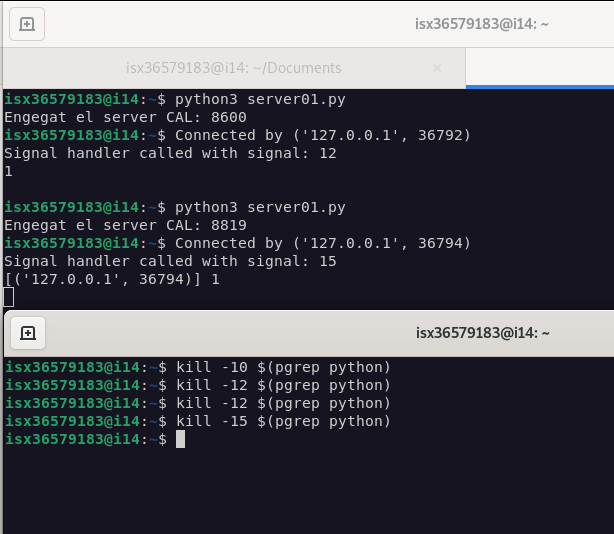 isx36579183@i14: ~
isx36579183@i14: ~/Documents ×
isx36579183@i14:~$ python3 server01.py
Engegat el server CAL: 8600
isx36579183@i14:~$ Connected by ('127.0.0.1', 36792)
Signal handler called with signal: 12
1
isx36579183@i14:~$ python3 server01.py
Engegat el server CAL: 8819
isx36579183@i14:~$ Connected by ('127.0.0.1', 36794)
Signal handler called with signal: 15
[('127.0.0.1', 36794)] 1
isx36579183@i14: ~
isx36579183@i14:~$ kill -10 $(pgrep python)
isx36579183@i14:~$ kill -12 $(pgrep python)
isx36579183@i14:~$ kill -12 $(pgrep python)
isx36579183@i14:~$ kill -15 $(pgrep python)
isx36579183@i14:~$